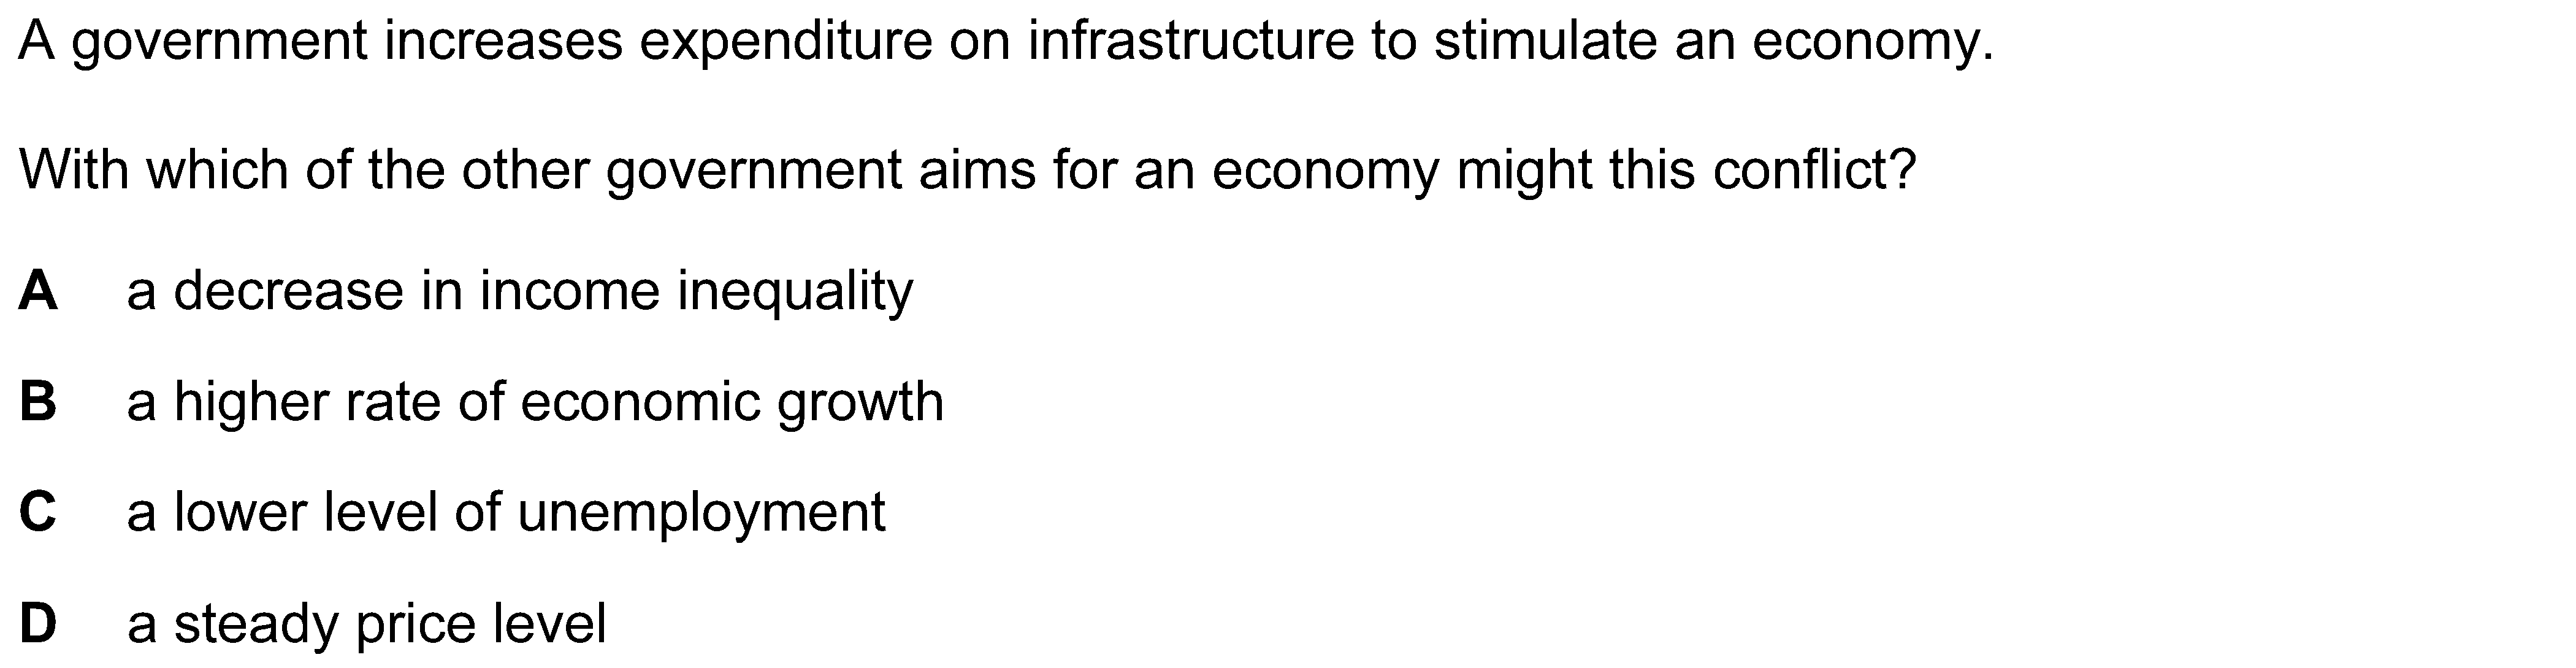 A government increases expenditure on infrastructure to stimulate an economy.
With which of the other government aims for an economy might this conflict?
A a decrease in income inequality
B a higher rate of economic growth
C a lower level of unemployment
D a steady price level